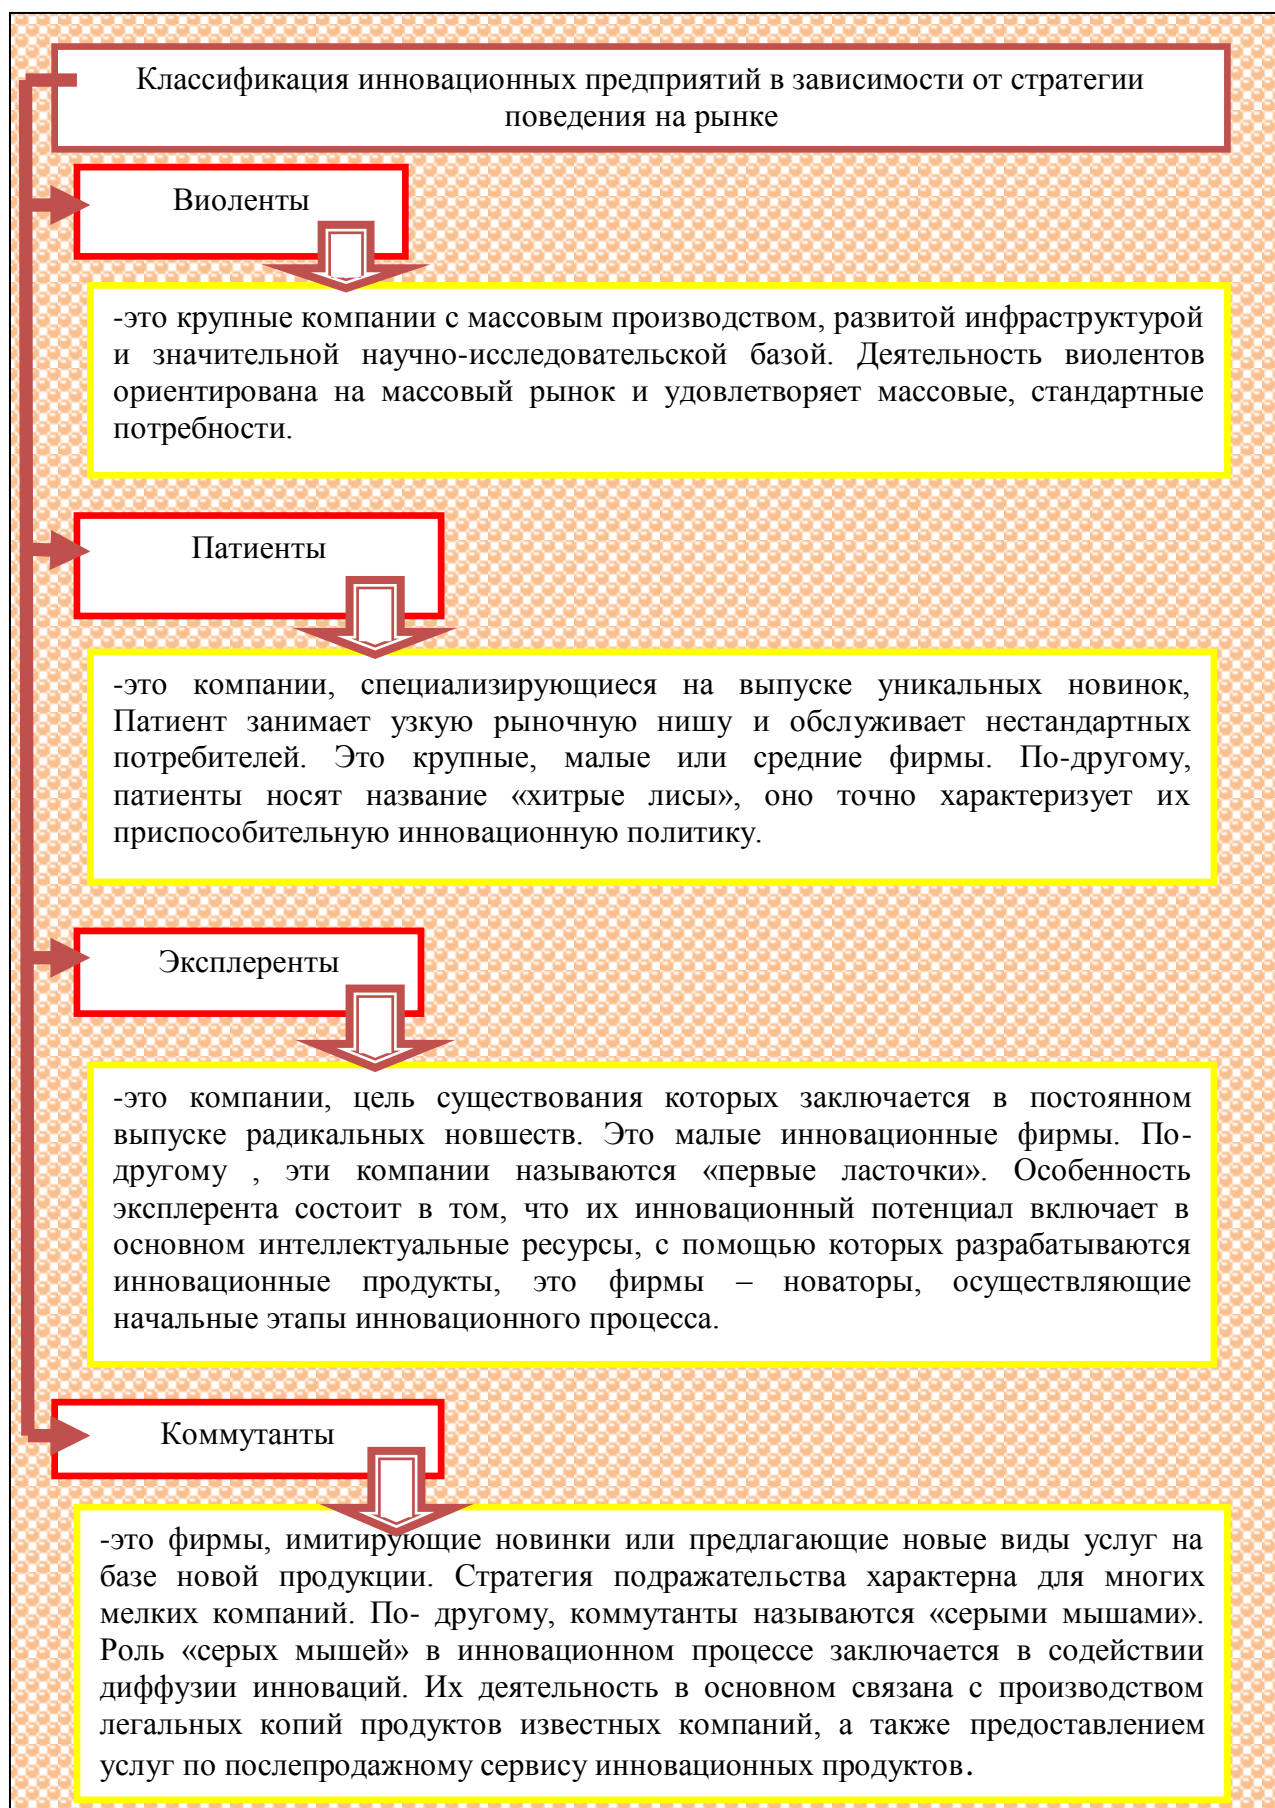 Классификация инновационных предприятий в зависимости от стратегии
поведения на рынке
Виоленты
-это крупные компании с массовым производством, развитой инфраструктурой
и значительной научно-исследовательской базой. Деятельность виолентов
ориентирована на массовый рынок и удовлетворяет массовые, стандартные
потребности.
Патиенты
-это компании, специализирующиеся на выпуске уникальных новинок,
Патиент занимает узкую рыночную нишу и обслуживает нестандартных
потребителей. Это крупные, малые или средние фирмы. По-другому,
патиенты носят название «хитрые лисы», оно точно характеризует их
приспособительную инновационную политику.
Эксплеренты
-это компании, цель существования которых заключается в постоянном
выпуске радикальных новшеств. Это малые инновационные фирмы. По-
другому , эти компании называются «первые ласточки». Особенность
эксплерента состоит в том, что их инновационный потенциал включает в
основном интеллектуальные ресурсы, с помощью которых разрабатываются
инновационные продукты, это фирмы – новаторы, осуществляющие
начальные этапы инновационного процесса.
Коммутанты
-это фирмы, имитирующие новинки или предлагающие новые виды услуг на
базе новой продукции. Стратегия подражательства характерна для многих
мелких компаний. По- другому, коммутанты называются «серыми мышами».
Роль «серых мышей» в инновационном процессе заключается в содействии
диффузии инноваций. Их деятельность в основном связана с производством
легальных копий продуктов известных компаний, а также предоставлением
услуг по послепродажному сервису инновационных продуктов.